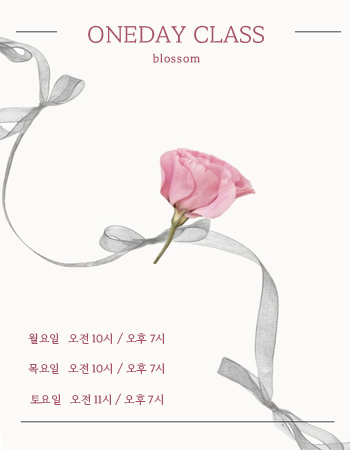 ONEDAY CLASS
blossom
월요일 오전 10시 / 오후 7시
목요일 오전 10시 / 오후 7시
토요일 오전 11시 / 오후 7시